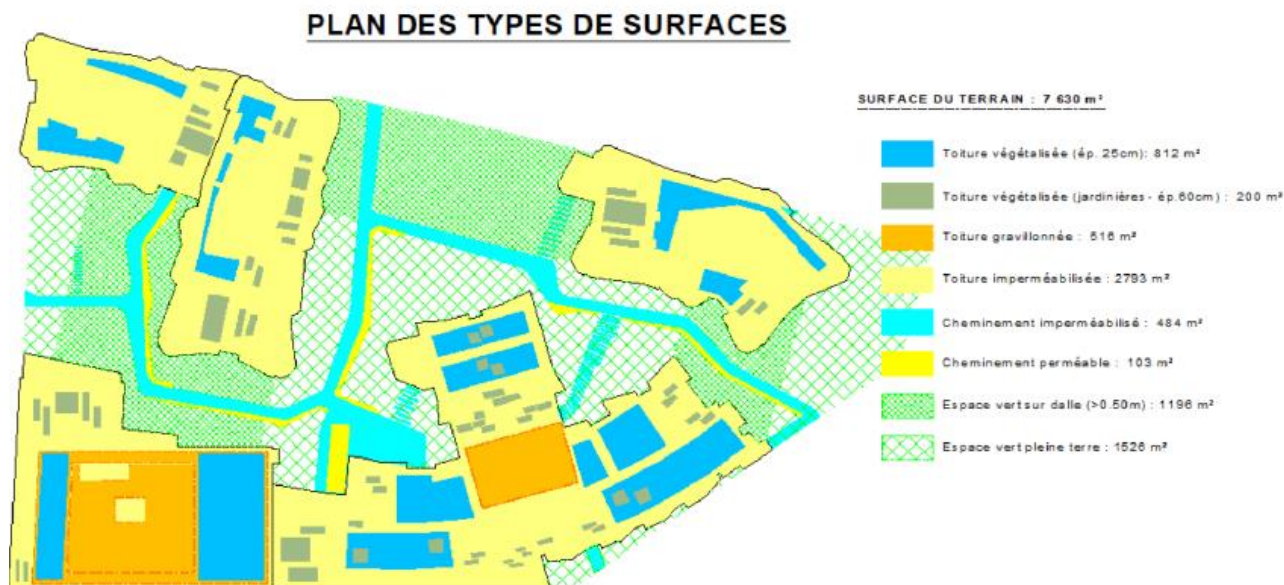 PLAN DES TYPES DE SURFACES
SURFACE DU TERRAIN : 7 630 m²
Toiture végétalisée (ép. 25cm): 812 m²
Toiture végétalisée (jardinières - ép.60cm) : 200 m²
Toiture gravillonnée : 516 m²
Toiture imperméabilisée : 2793 m²
Cheminement imperméabilisé : 484 m²
Cheminement perméable : 103 m²
Espace vert sur dalle (>0.50m) : 1196 m²
Espace vert pleine terre : 1526 m²